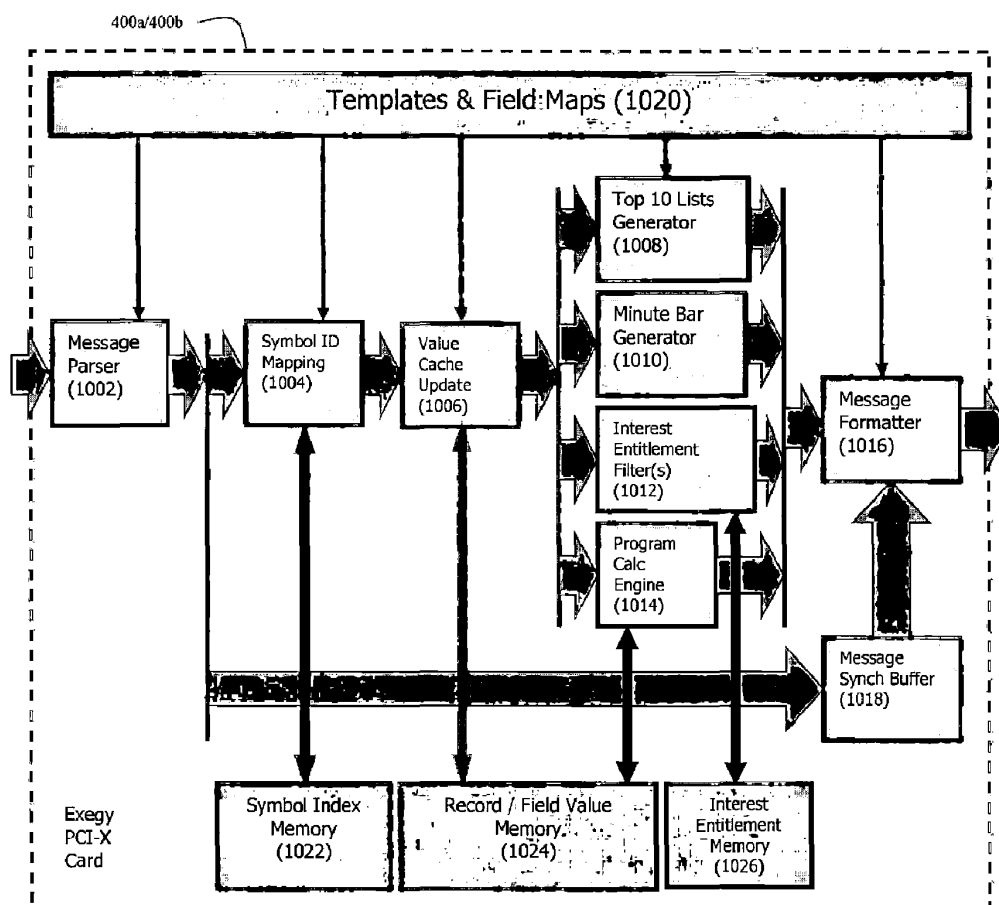 400a/400b
Templates & Field Maps (1020)
Top 10 Lists
Generator
(1008)
Message
Parser
(1002)
Symbol ID
Mapping
(1004)
Value
Cache
Update
(1006)
Minute Bar
Generator
(1010)
Interest
Entitlement
Filter(s)
(1012)
Program
Calc
Engine
(1014)
Message
Formatter
(1016)
Message
Synch Buffer
(1018)
Exegy
PCI-X
Card
Symbol Index
Memory
(1022)
Record / Field Value
Memory
(1024)
Interest
Entitlement
Memory
(1026)